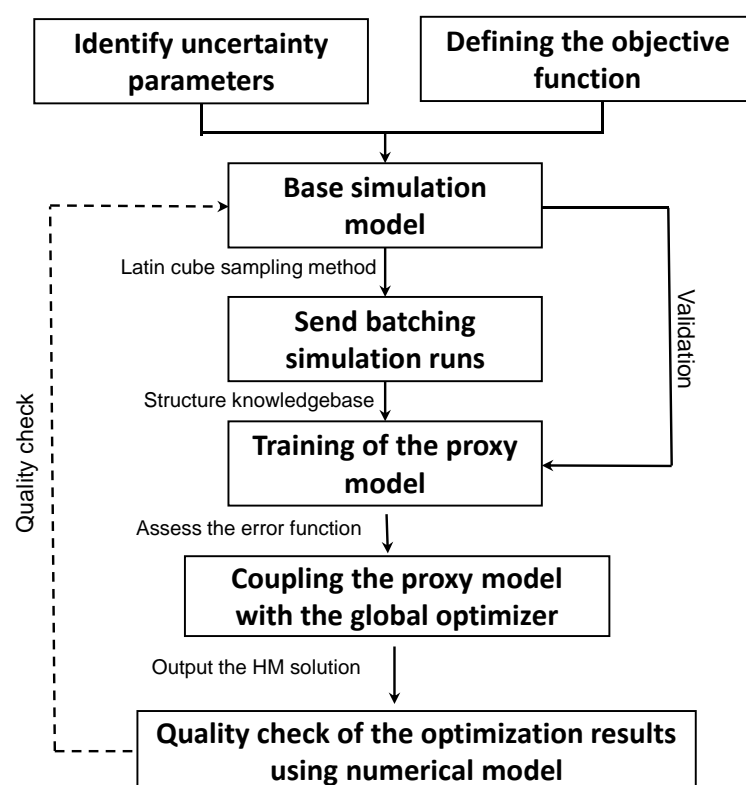 Identify uncertainty
parameters
Defining the objective
function
Base simulation
model
Latin cube sampling method
Send batching
simulation runs
Validation
Structure knowledgebase
Training of the proxy
model
Quality check
Assess the error function
Coupling the proxy model
with the global optimizer
Output the HM solution
Quality check of the optimization results
using numerical model